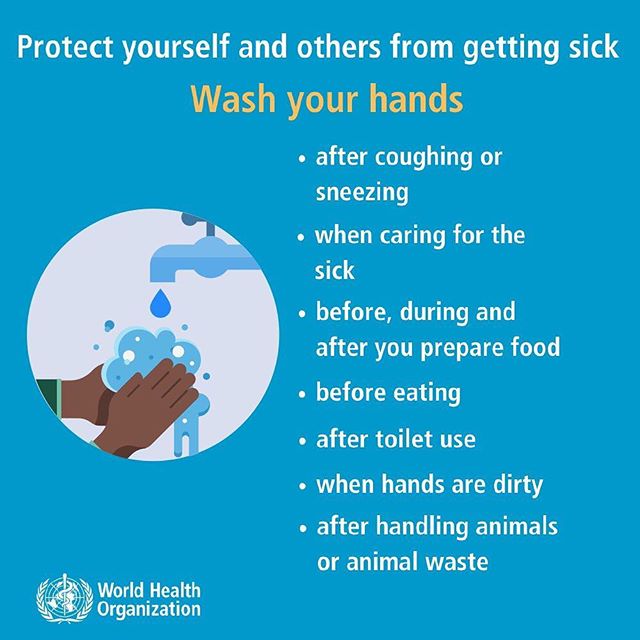 Protect yourself and others from getting sick
Wash your hands
• after coughing or
sneezing
• when caring for the
sick
• before, during and
after you prepare food
• before eating
• after toilet use
• when hands are dirty
• after handling animals
or animal waste
World Health
Organization